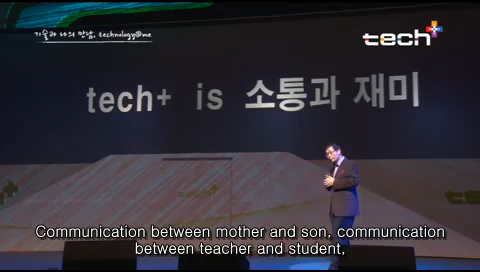 기술과 나의 만남, technology@me
tech+
tech+ is 소통과 재미
tech+
Communication between mother and son, communication
between teacher and student,